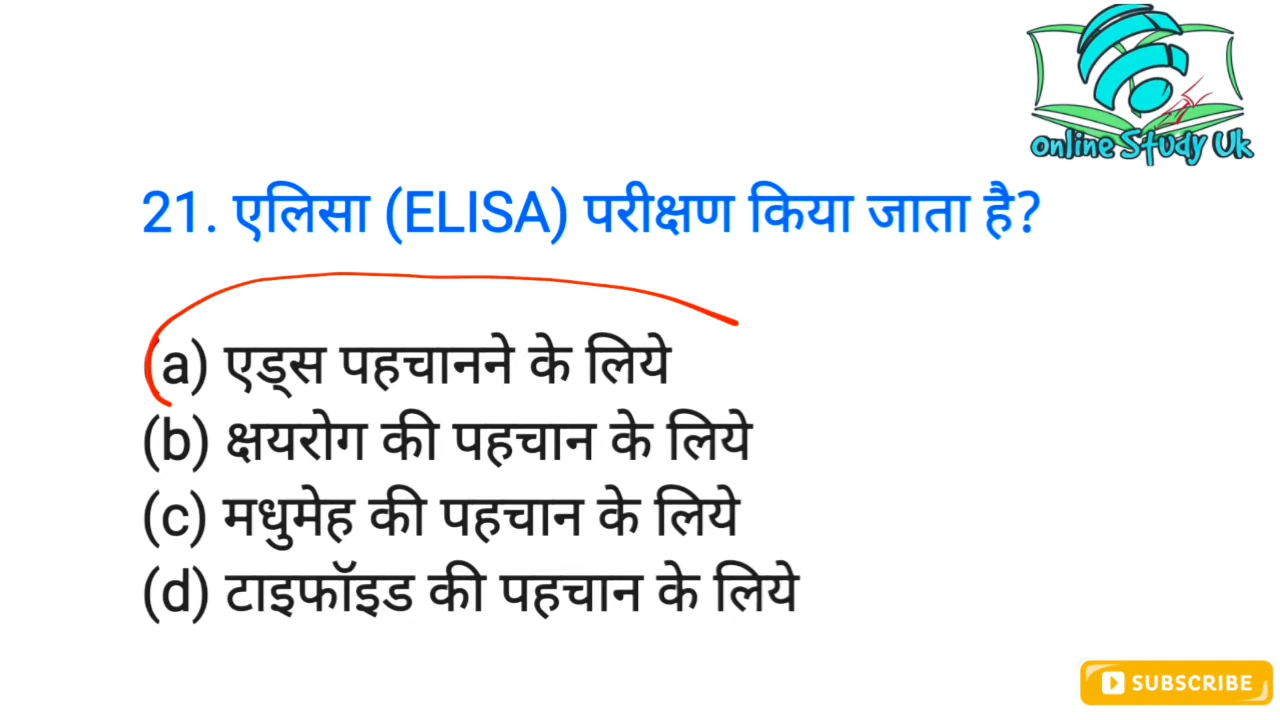 Online Study Uk
21. एलिसा (ELISA) परीक्षण किया जाता है?
(a) एड्स पहचानने के लिये
(b) क्षयरोग की पहचान के लिये
(c) मधुमेह की पहचान के लिये
(d) टाइफॉइड की पहचान के लिये
SUBSCRIBE